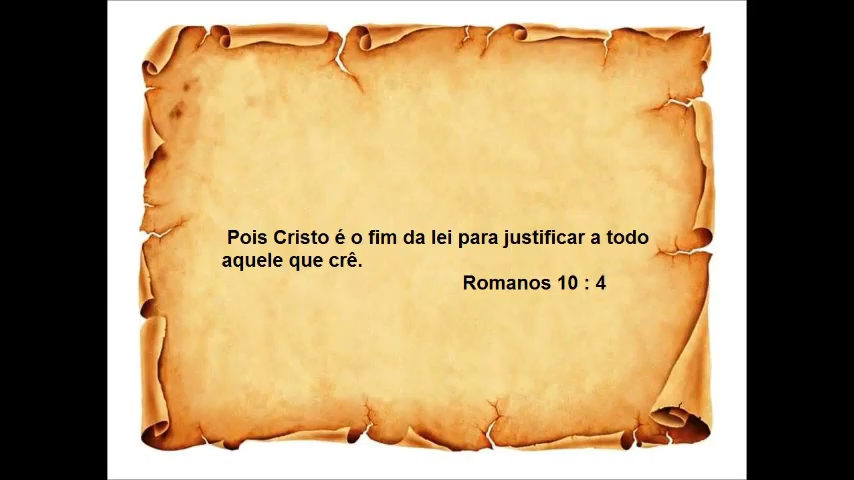 Pois Cristo é o fim da lei para justificar a todo
aquele que crê.
Romanos 10 : 4